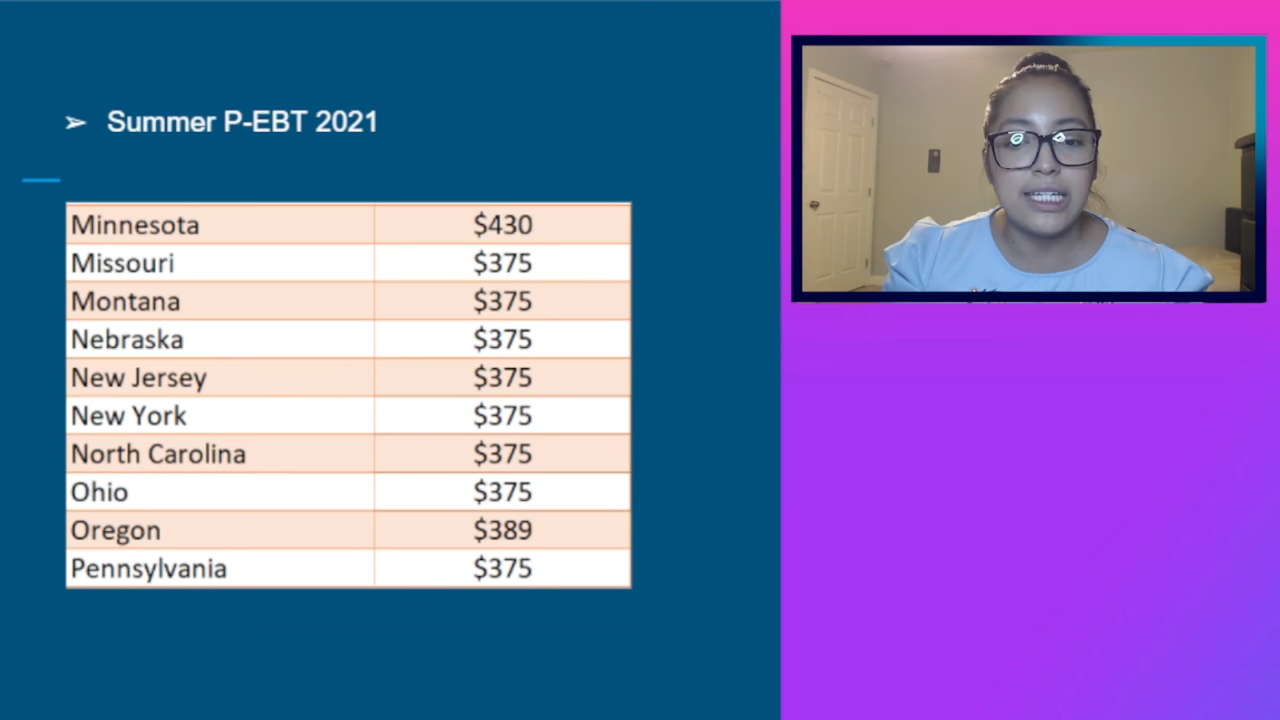 ➢ Summer P-EBT 2021
Minnesota $430
Missouri $375
Montana $375
Nebraska $375
New Jersey $375
New York $375
North Carolina $375
Ohio $375
Oregon $389
Pennsylvania $375